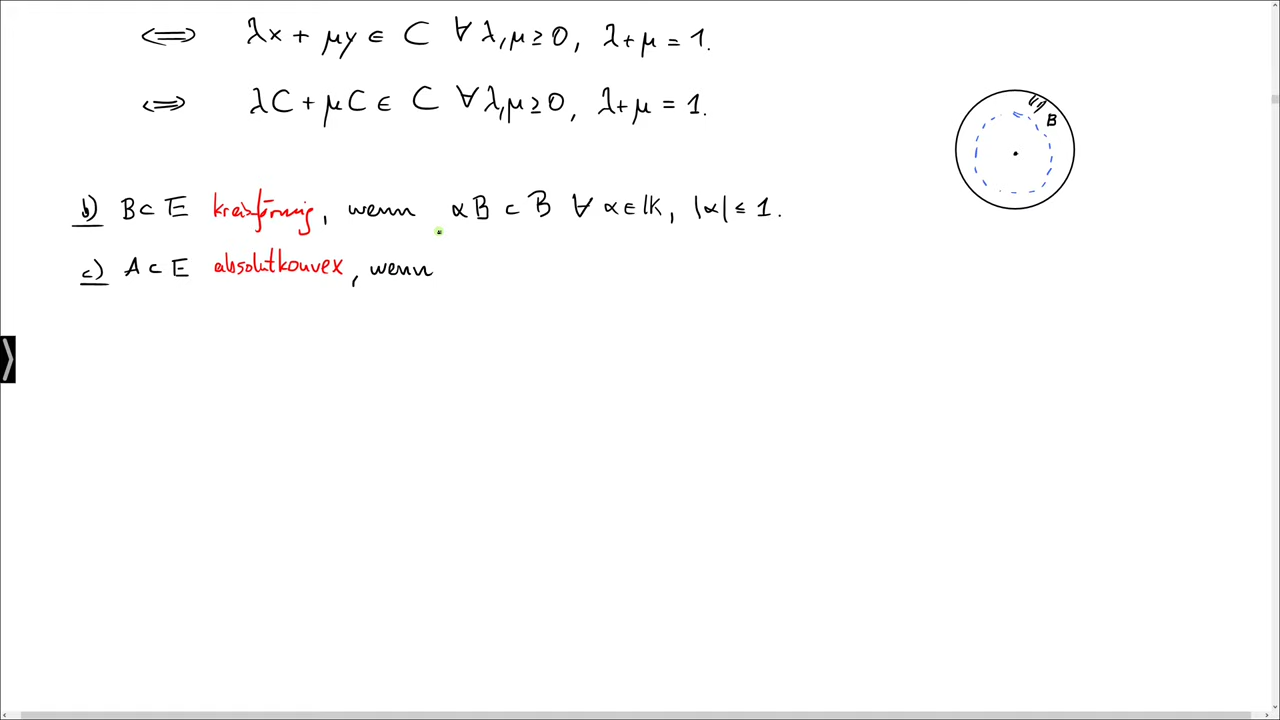 ⟺ λx + μy ∈ C ∀ λ,μ ≥ 0, λ+μ = 1.
⟺ λC + μC ∈ C ∀ λ,μ ≥ 0, λ+μ = 1.
B
b) B ⊂ E kreisförmig, wenn αB ⊂ B ∀ α ∈ K, |α| ≤ 1.
c) A ⊂ E absolutkonvex, wenn